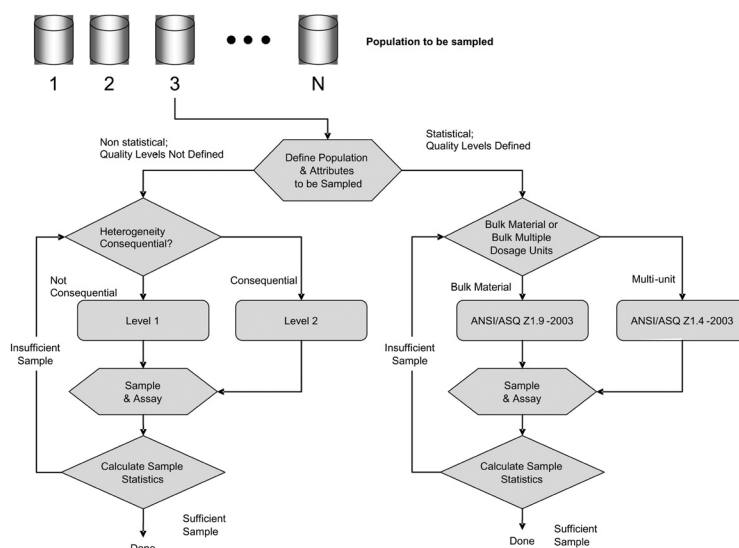 Population to be sampled
1 2 3 N
Non statistical;
Quality Levels Not Defined
Statistical;
Quality Levels Defined
Define Population
& Attributes
to be Sampled
Heterogeneity
Consequential?
Not
Consequential
Consequential
Level 1
Level 2
Insufficient
Sample
Sample
& Assay
Calculate Sample
Statistics
Sufficient
Sample
Done
Bulk Material or
Bulk Multiple
Dosage Units
Bulk Material
Multi-unit
ANSI/ASQ Z1.9 -2003
ANSI/ASQ Z1.4 -2003
Insufficient
Sample
Sample
& Assay
Calculate Sample
Statistics
Done
Sufficient
Sample